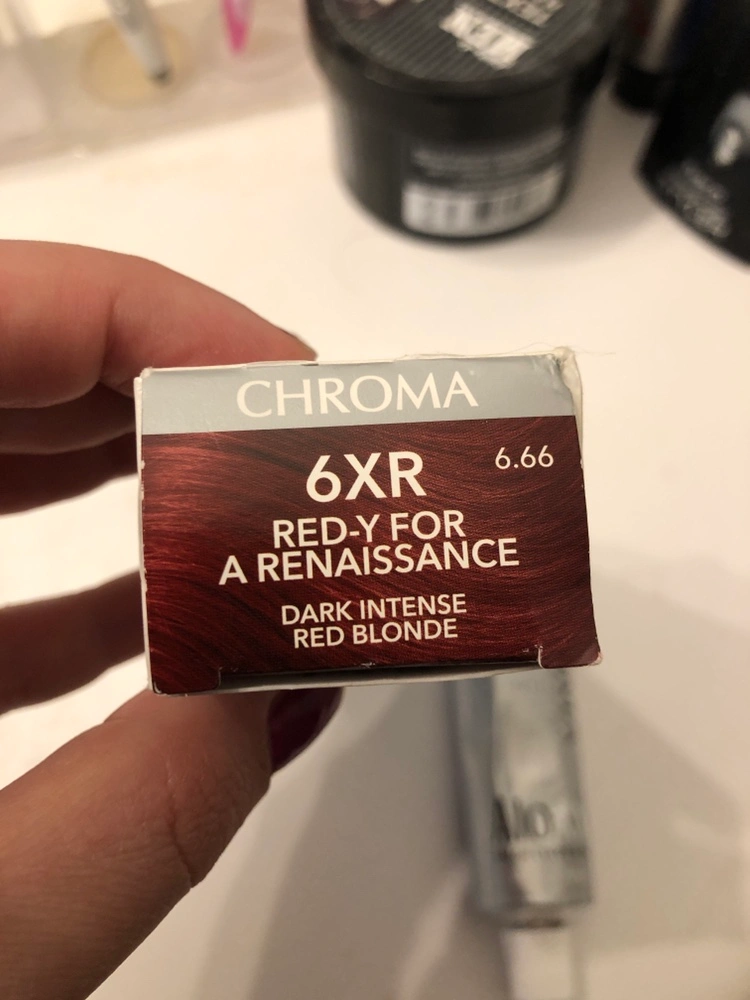 CHROMA
6XR
6.66
RED-Y FOR
A RENAISSANCE
DARK INTENSE
RED BLONDE